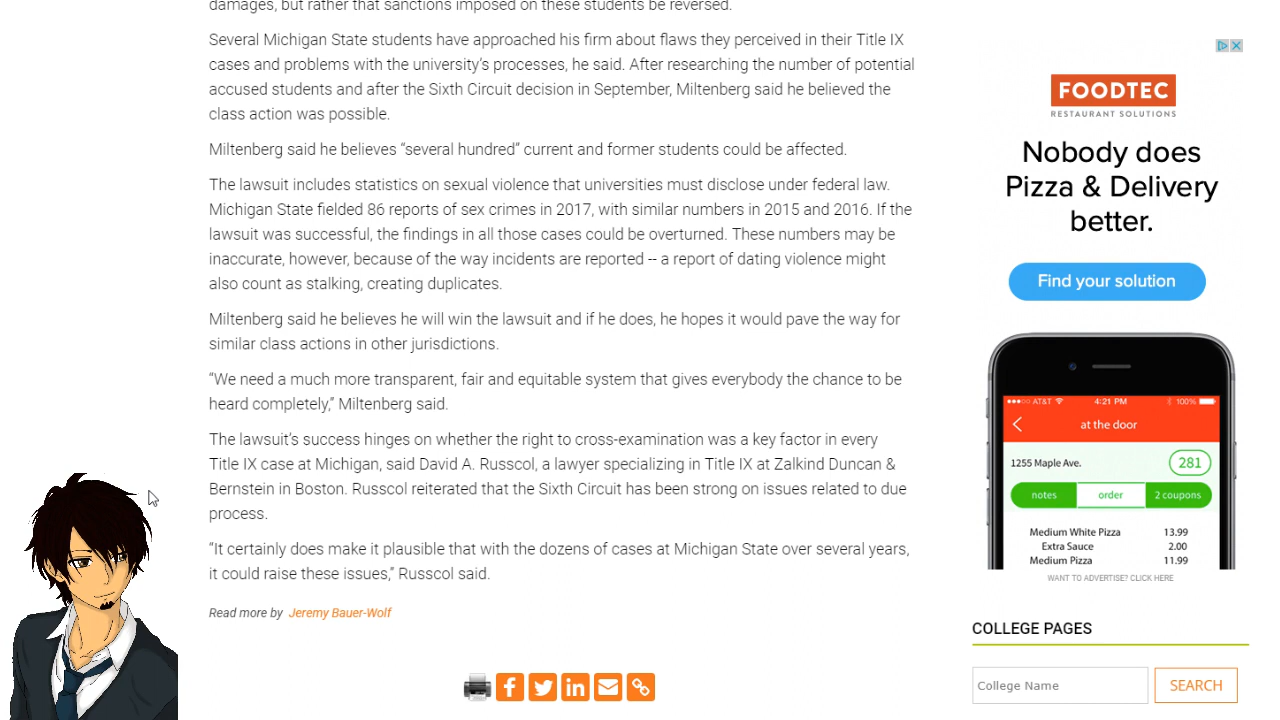 damages, but rather that sanctions imposed on these students be reversed.
Several Michigan State students have approached his firm about flaws they perceived in their Title IX
cases and problems with the university’s processes, he said. After researching the number of potential
accused students and after the Sixth Circuit decision in September, Miltenberg said he believed the
class action was possible.
Miltenberg said he believes “several hundred” current and former students could be affected.
The lawsuit includes statistics on sexual violence that universities must disclose under federal law.
Michigan State fielded 86 reports of sex crimes in 2017, with similar numbers in 2015 and 2016. If the
lawsuit was successful, the findings in all those cases could be overturned. These numbers may be
inaccurate, however, because of the way incidents are reported -- a report of dating violence might
also count as stalking, creating duplicates.
Miltenberg said he believes he will win the lawsuit and if he does, he hopes it would pave the way for
similar class actions in other jurisdictions.
“We need a much more transparent, fair and equitable system that gives everybody the chance to be
heard completely,” Miltenberg said.
The lawsuit’s success hinges on whether the right to cross-examination was a key factor in every
Title IX case at Michigan, said David A. Russcol, a lawyer specializing in Title IX at Zalkind Duncan &
Bernstein in Boston. Russcol reiterated that the Sixth Circuit has been strong on issues related to due
process.
“It certainly does make it plausible that with the dozens of cases at Michigan State over several years,
it could raise these issues,” Russcol said.
Read more by Jeremy Bauer-Wolf
FOODTEC
RESTAURANT SOLUTIONS
Nobody does
Pizza & Delivery
better.
Find your solution
AT&T 4:21 PM 100%
at the door
1255 Maple Ave. 281
notes order 2 coupons
Medium White Pizza 13.99
Extra Sauce 2.00
Medium Pizza 11.99
WANT TO ADVERTISE? CLICK HERE
COLLEGE PAGES
College Name SEARCH